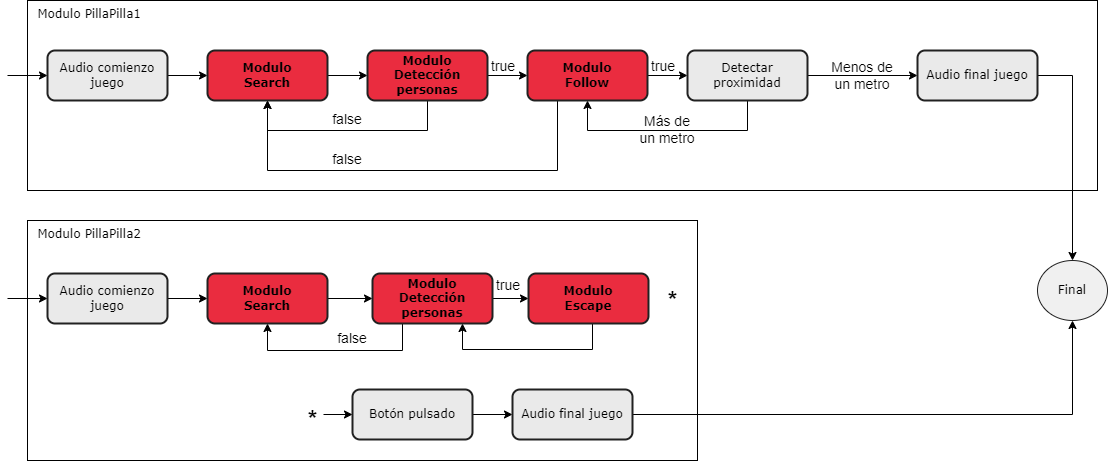 Modulo PillaPilla1
Audio comienzo
juego
Modulo
Search
Modulo
Detección
personas
true
Modulo
Follow
true
Detectar
proximidad
Menos de
un metro
Audio final juego
false
Más de
un metro
false
Modulo PillaPilla2
Audio comienzo
juego
Modulo
Search
Modulo
Detección
personas
true
Modulo
Escape
*
false
Final
*
Botón pulsado
Audio final juego